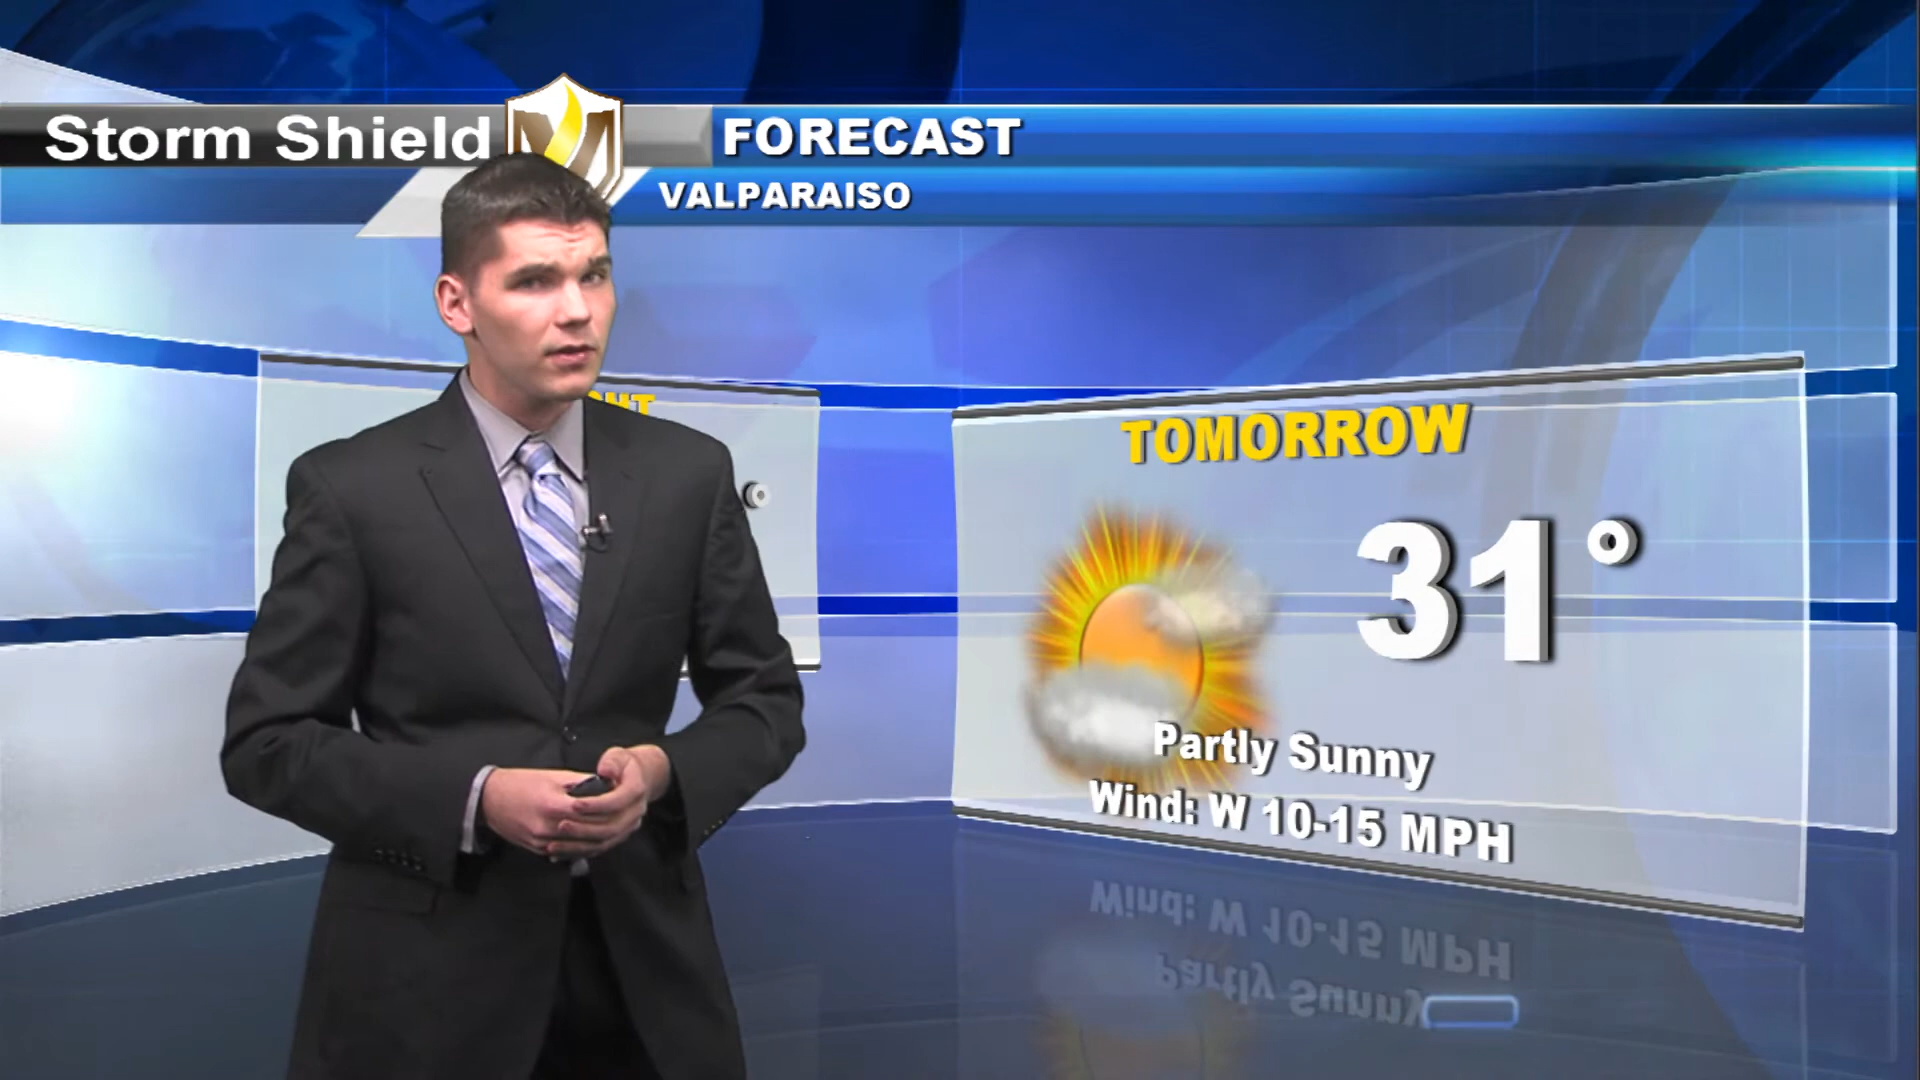 Storm Shield
FORECAST
VALPARAISO
TOMORROW
31°
Partly Sunny
Wind: W 10-15 MPH